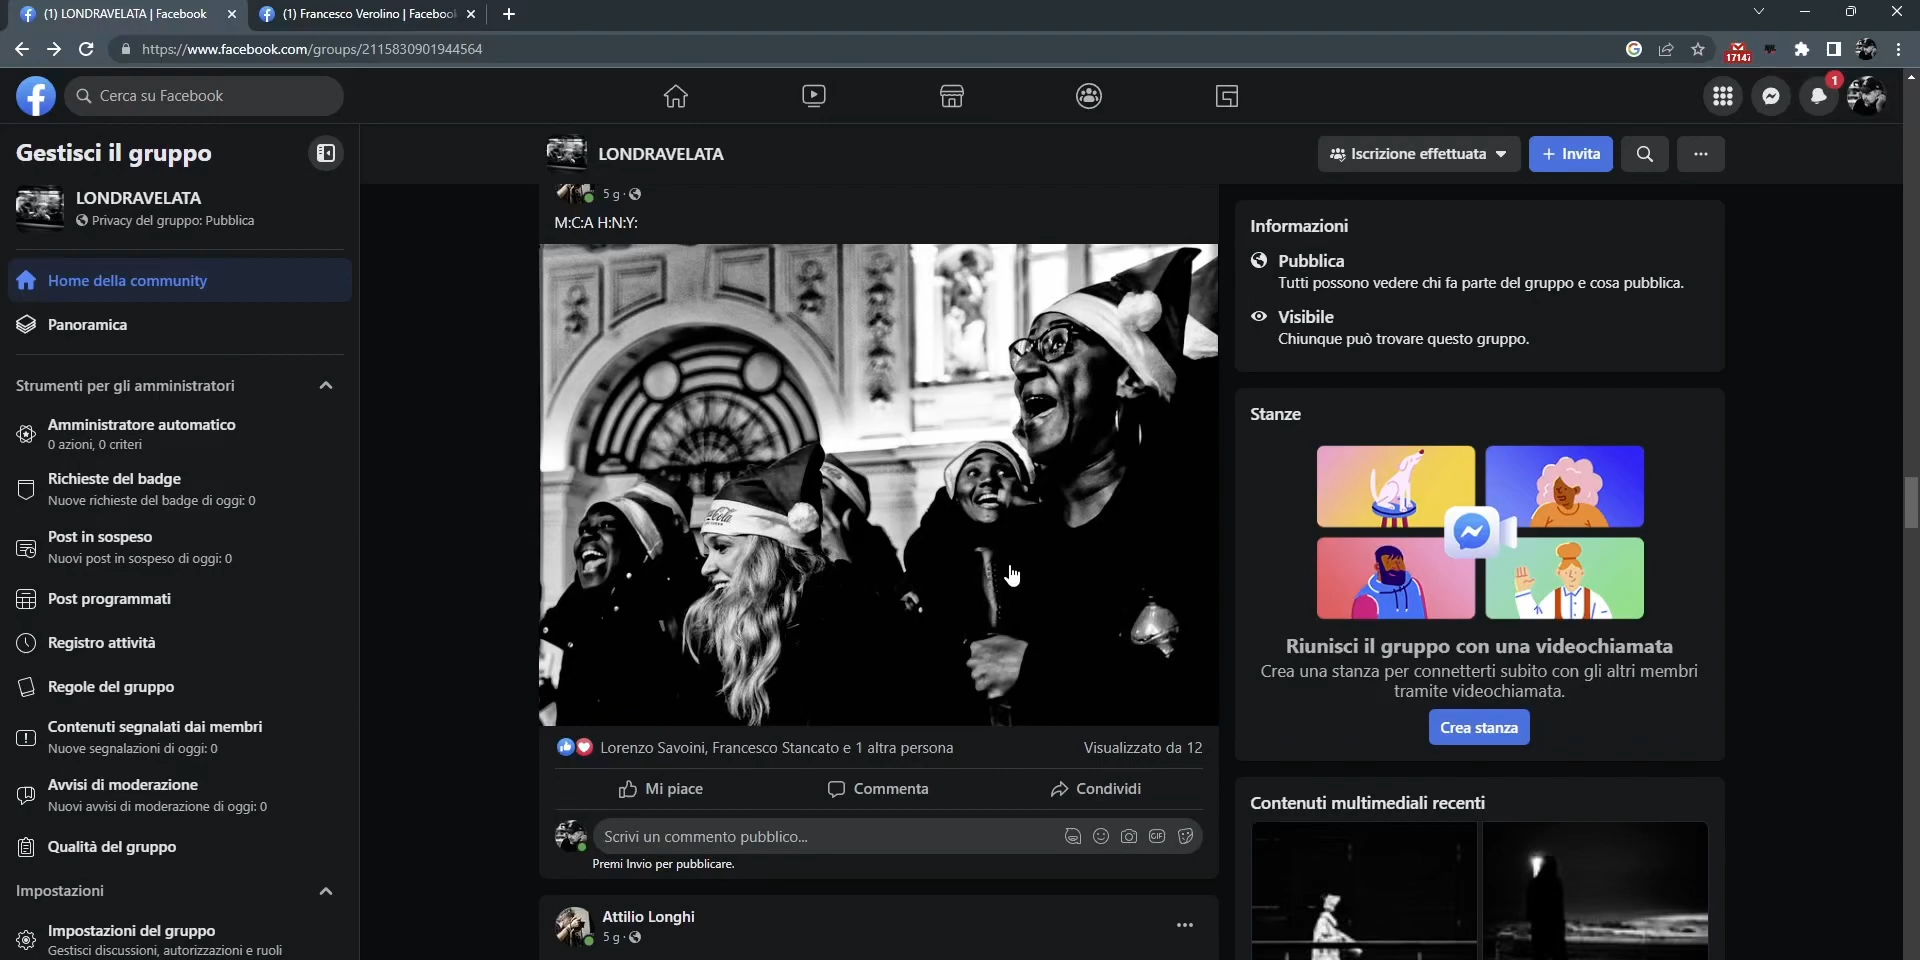 (1) LONDRAVELATA | Facebook
(1) Francesco Verolino | Facebook
https://www.facebook.com/groups/2115830901944564
17147
Cerca su Facebook
1
Gestisci il gruppo
LONDRAVELATA
Privacy del gruppo: Pubblica
Home della community
Panoramica
Strumenti per gli amministratori
Amministratore automatico
0 azioni, 0 criteri
Richieste del badge
Nuove richieste del badge di oggi: 0
Post in sospeso
Nuovi post in sospeso di oggi: 0
Post programmati
Registro attività
Regole del gruppo
Contenuti segnalati dai membri
Nuove segnalazioni di oggi: 0
Avvisi di moderazione
Nuovi avvisi di moderazione di oggi: 0
Qualità del gruppo
Impostazioni
Impostazioni del gruppo
Gestisci discussioni, autorizzazioni e ruoli
LONDRAVELATA
Iscrizione effettuata
+ Invita
5 g ·
M:C:A H:N:Y:
Lorenzo Savoini, Francesco Stancato e 1 altra persona
Visualizzato da 12
Mi piace
Commenta
Condividi
Scrivi un commento pubblico...
GIF
Premi Invio per pubblicare.
Attilio Longhi
5 g ·
Informazioni
Pubblica
Tutti possono vedere chi fa parte del gruppo e cosa pubblica.
Visibile
Chiunque può trovare questo gruppo.
Stanze
Riunisci il gruppo con una videochiamata
Crea una stanza per connetterti subito con gli altri membri
tramite videochiamata.
Crea stanza
Contenuti multimediali recenti